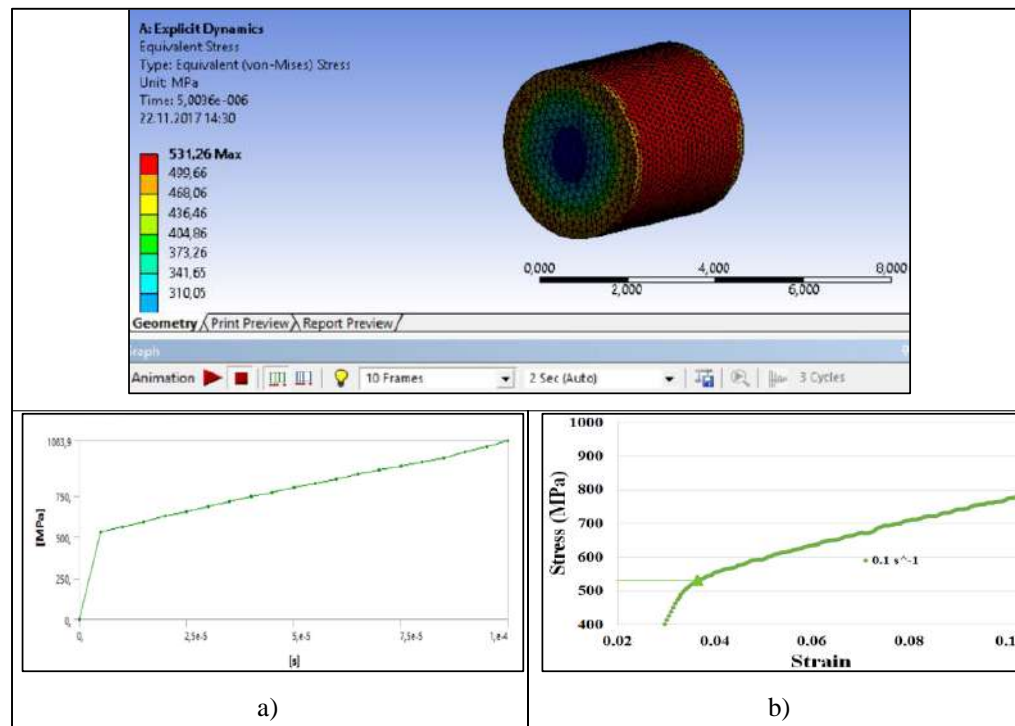 A: Explicit Dynamics
Equivalent Stress
Type: Equivalent (von-Mises) Stress
Unit: MPa
Time: 5,0036e-006
22.11.2017 14:30
531,26 Max
499,66
468,06
436,46
404,86
373,26
341,65
310,05
0,000 4,000 8,000
2,000 6,000
Geometry Print Preview Report Preview
Graph
Animation 10 Frames 2 Sec (Auto) 3 Cycles
1083,9
750,
500,
250,
0,
[MPa]
0, 2,5e-5 5,e-5 7,5e-5 1,e-4
[s]
1000
900
800
700
600
500
400
Stress (MPa)
0.1 s^-1
0.02 0.04 0.06 0.08 0.1
Strain
a) b)